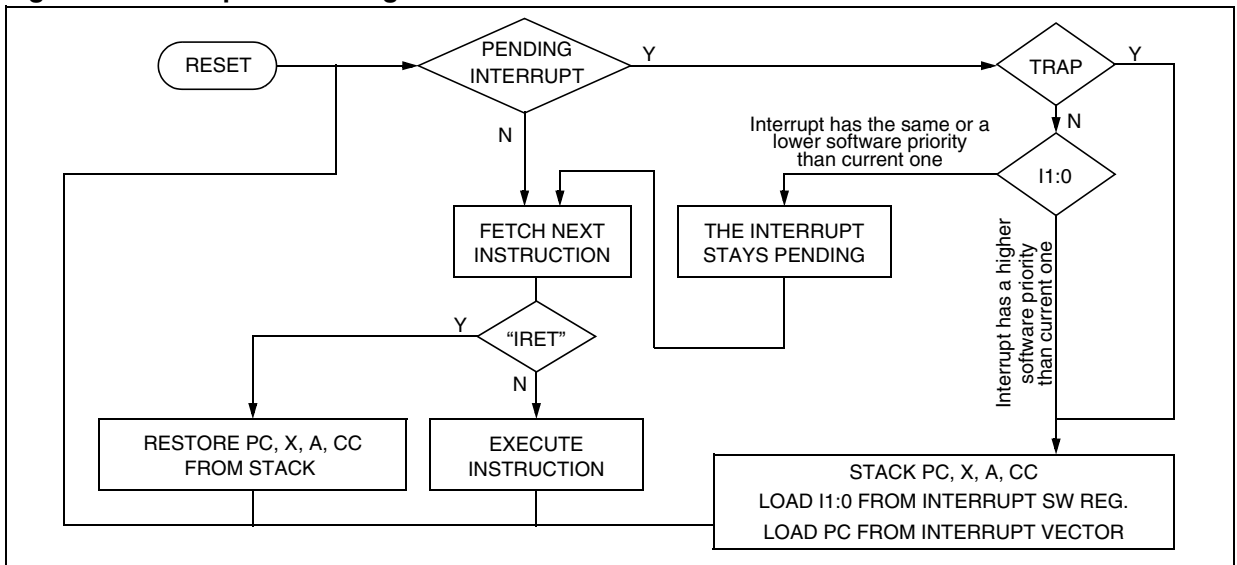 RESET
PENDING
INTERRUPT
Y
TRAP
Y
N
N
Interrupt has the same or a
lower software priority
than current one
I1:0
FETCH NEXT
INSTRUCTION
THE INTERRUPT
STAYS PENDING
Interrupt has a higher
software priority
than current one
Y
“IRET”
N
RESTORE PC, X, A, CC
FROM STACK
EXECUTE
INSTRUCTION
STACK PC, X, A, CC
LOAD I1:0 FROM INTERRUPT SW REG.
LOAD PC FROM INTERRUPT VECTOR